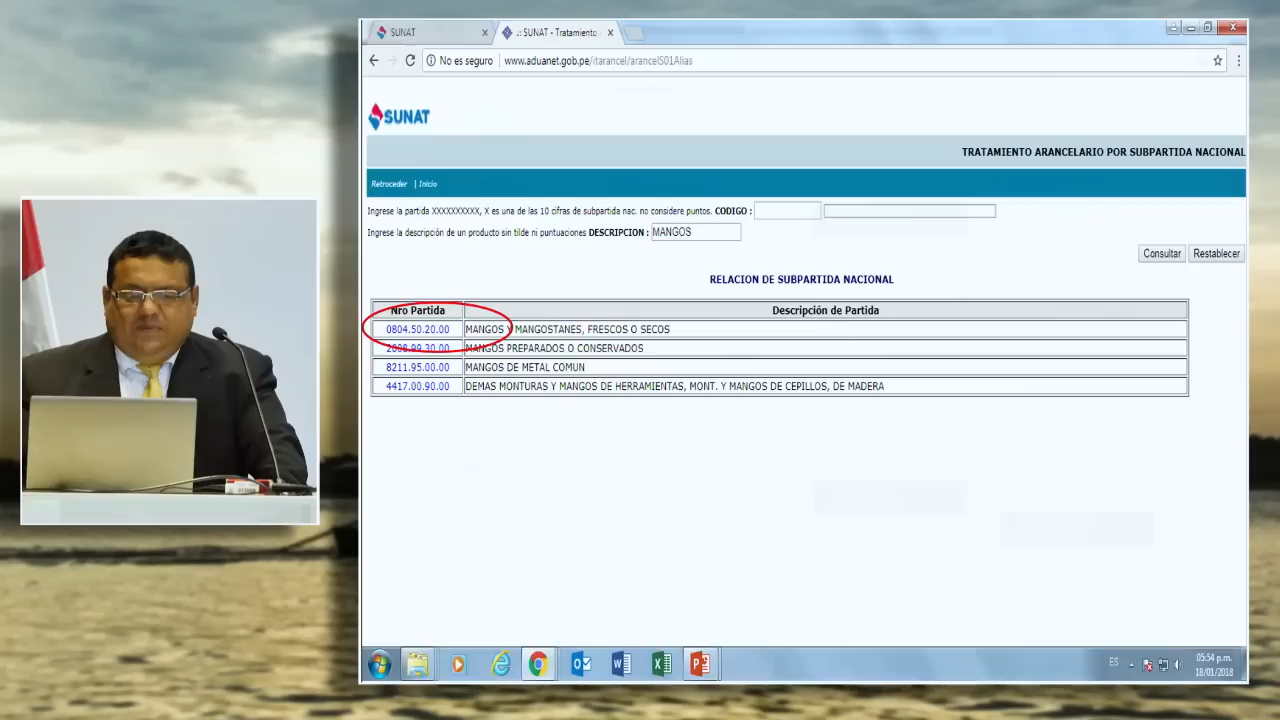 SUNAT
.: SUNAT - Tratamiento
No es seguro | www.aduanet.gob.pe/itarancel/arancelS01Alias
SUNAT
TRATAMIENTO ARANCELARIO POR SUBPARTIDA NACIONAL
Retroceder | Inicio
Ingrese la partida XXXXXXXXXX, X es una de las 10 cifras de subpartida nac. no considere puntos. CODIGO :
Ingrese la descripción de un producto sin tilde ni puntuaciones DESCRIPCION : MANGOS
Consultar Restablecer
RELACION DE SUBPARTIDA NACIONAL
Nro Partida Descripción de Partida
0804.50.20.00 MANGOS Y MANGOSTANES, FRESCOS O SECOS
2008.99.30.00 MANGOS PREPARADOS O CONSERVADOS
8211.95.00.00 MANGOS DE METAL COMUN
4417.00.90.00 DEMAS MONTURAS Y MANGOS DE HERRAMIENTAS, MONT. Y MANGOS DE CEPILLOS, DE MADERA
ES 05:54 p.m.
18/01/2018